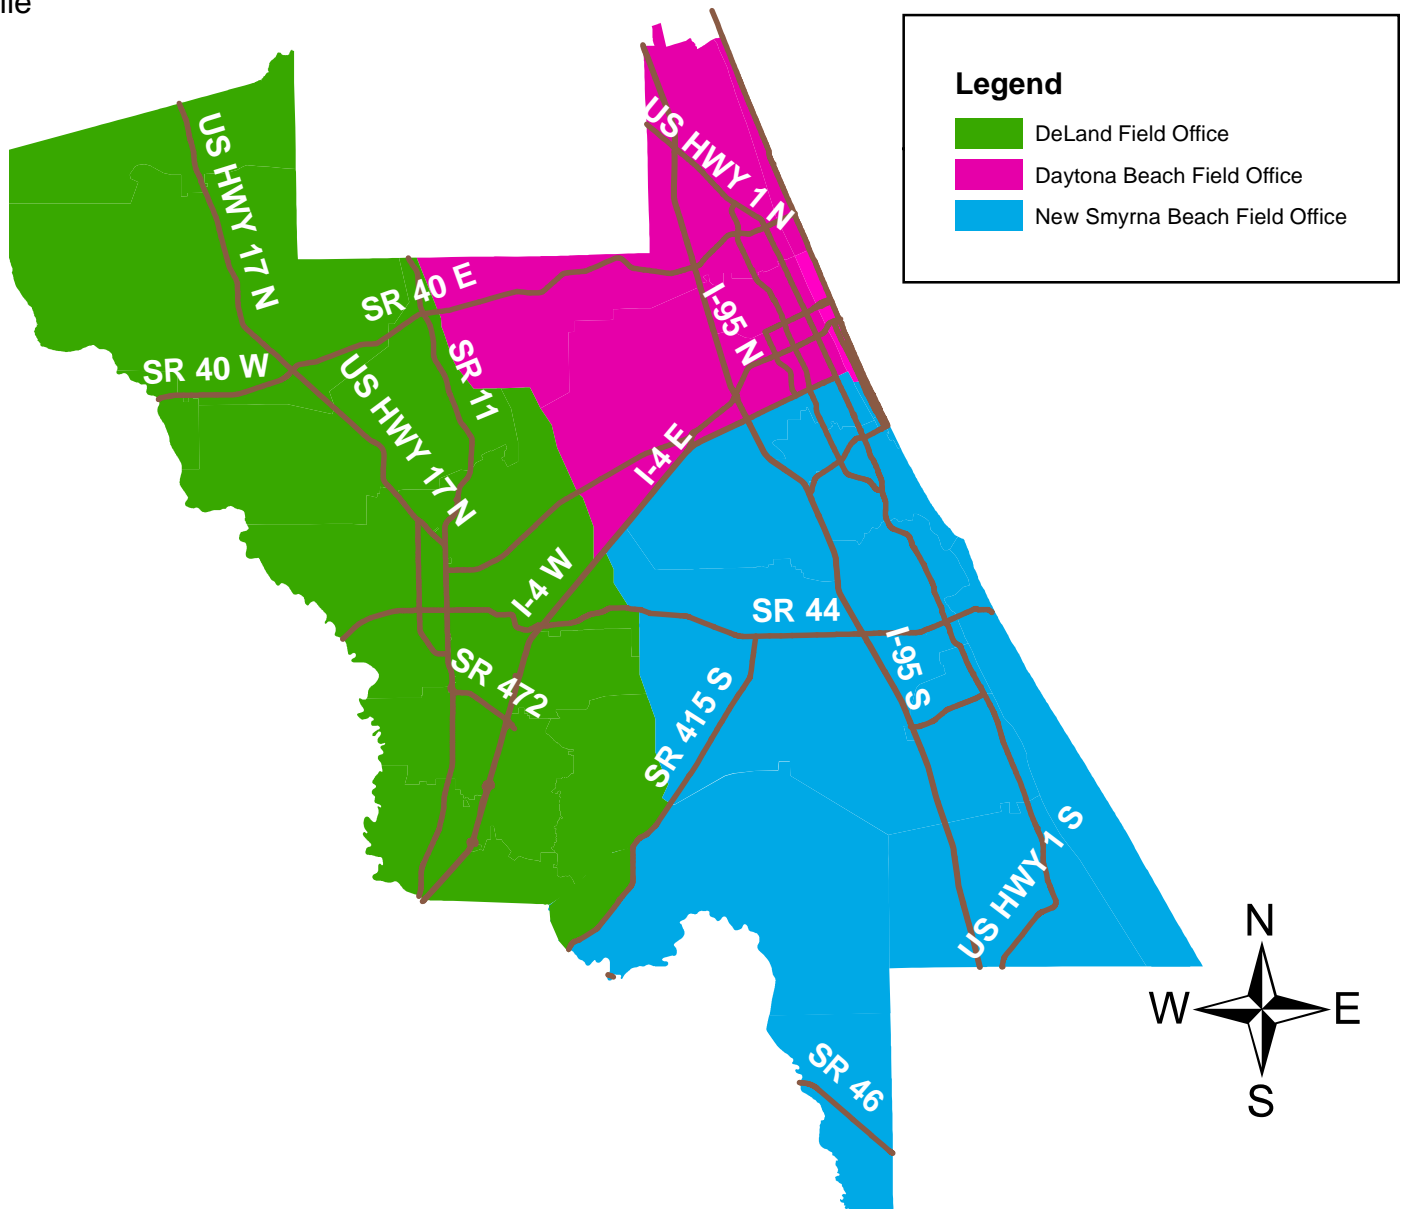 ile
Legend
DeLand Field Office
Daytona Beach Field Office
New Smyrna Beach Field Office
US HWY 17 N
US HWY 1 N
SR 40 E
I-95 N
SR 40 W
SR 11
US HWY 17 N
I-4 E
I-4 W
SR 44
I-95 S
SR 472
SR 415 S
US HWY 1 S
SR 46
N
W
E
S